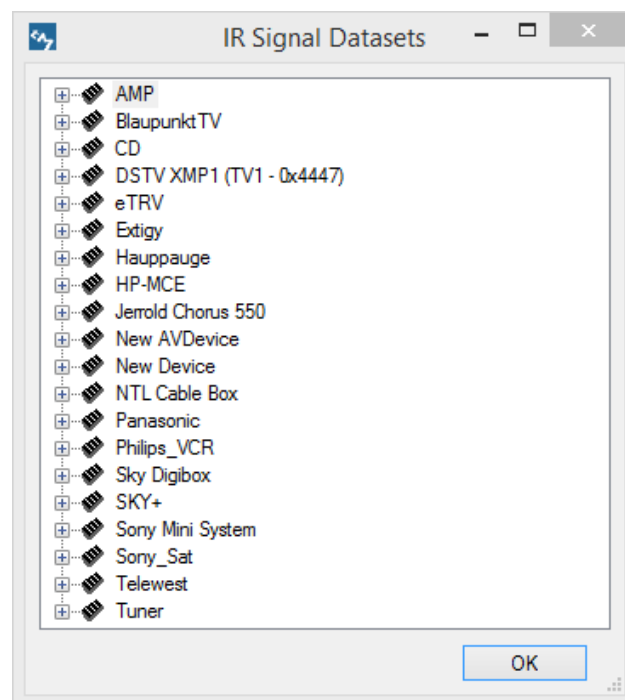 IR Signal Datasets
AMP
BlaupunktTV
CD
DSTV XMP1 (TV1 - 0x4447)
eTRV
Extigy
Hauppauge
HP-MCE
Jerrold Chorus 550
New AVDevice
New Device
NTL Cable Box
Panasonic
Philips_VCR
Sky Digibox
SKY+
Sony Mini System
Sony_Sat
Telewest
Tuner
OK